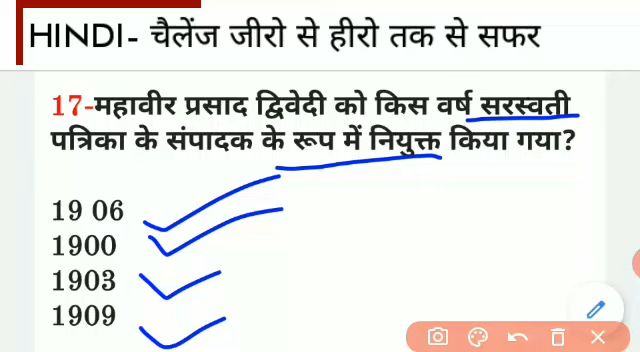 HINDI- चैलेंज जीरो से हीरो तक से सफर
17-महावीर प्रसाद द्विवेदी को किस वर्ष सरस्वती
पत्रिका के संपादक के रूप में नियुक्त किया गया?
19 06
1900
1903
1909